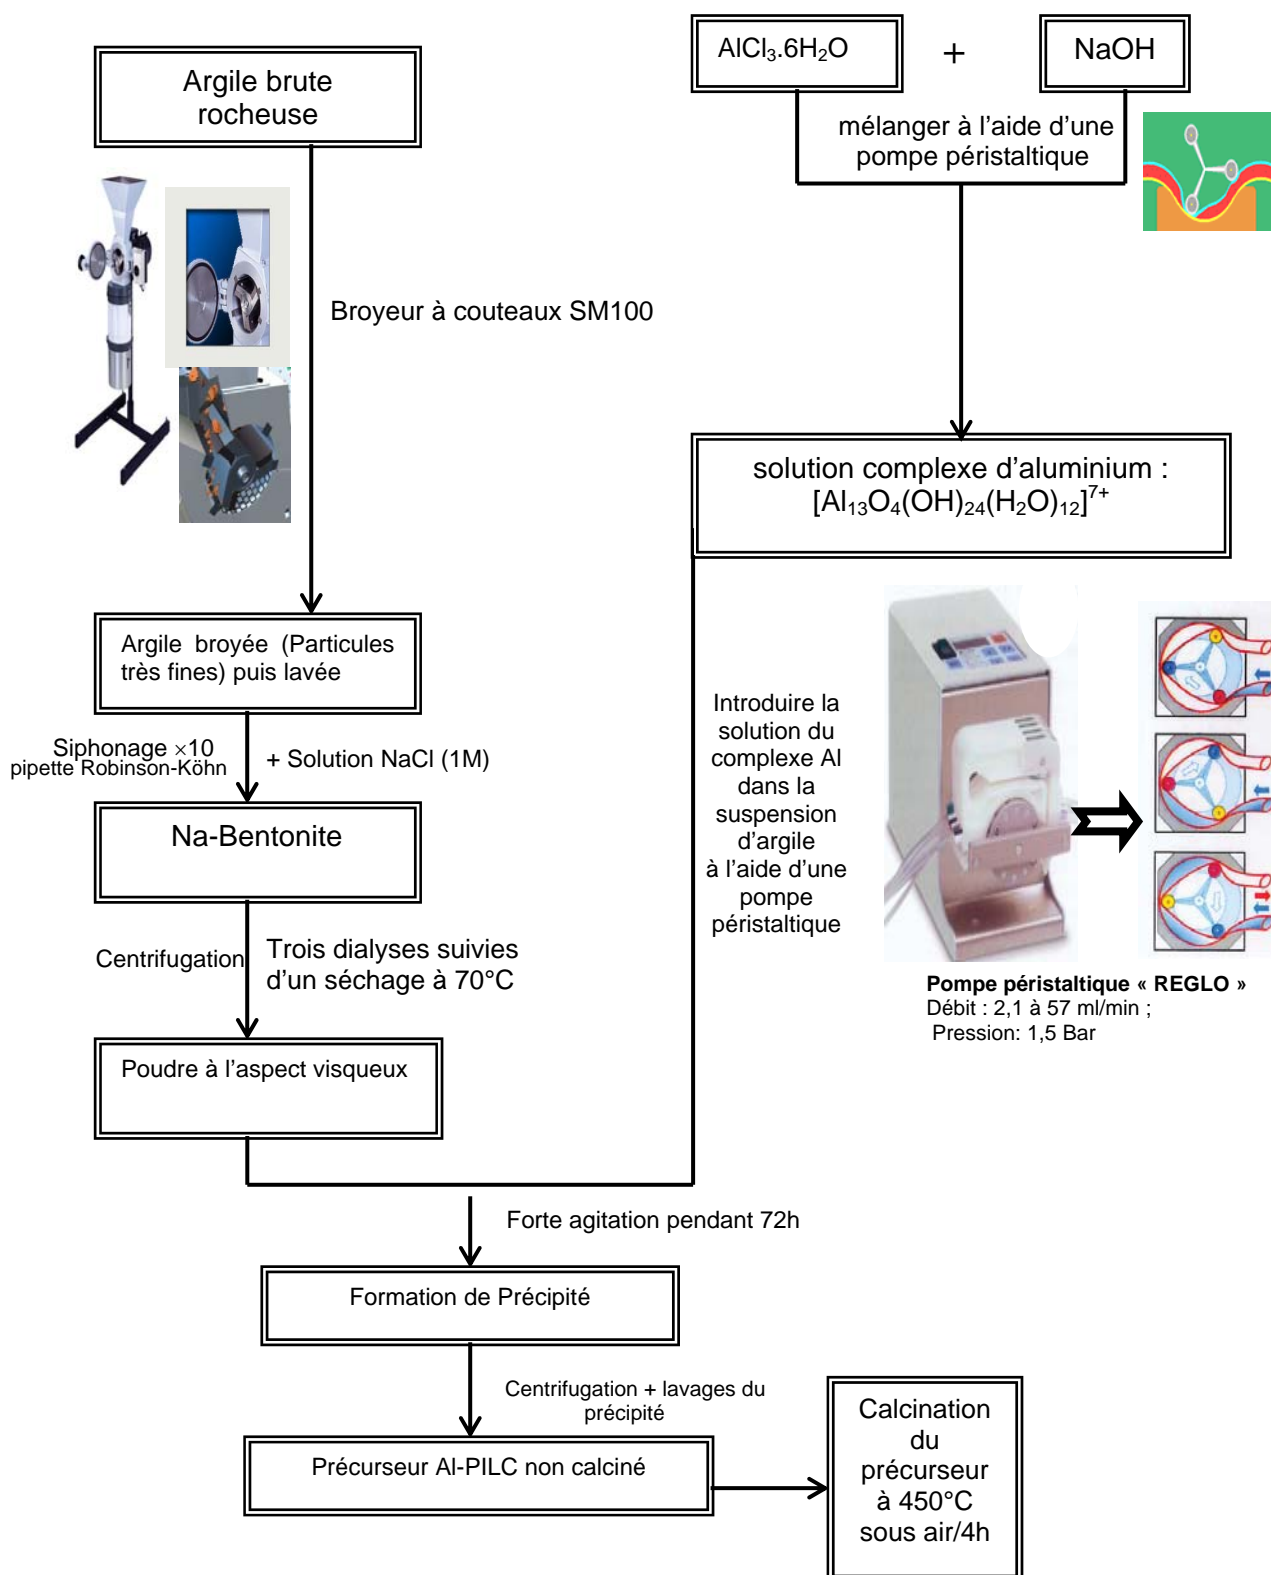 Argile brute
rocheuse
AlCl₃.6H₂O
+
NaOH
mélanger à l'aide d'une
pompe péristaltique
Broyeur à couteaux SM100
solution complexe d'aluminium :
[Al₁₃O₄(OH)₂₄(H₂O)₁₂]⁷⁺
Argile broyée (Particules
très fines) puis lavée
Siphonage ×10
pipette Robinson-Köhn
+ Solution NaCl (1M)
Na-Bentonite
Centrifugation
Trois dialyses suivies
d'un séchage à 70°C
Poudre à l'aspect visqueux
Introduire la
solution du
complexe Al
dans la
suspension
d'argile
à l'aide d'une
pompe
péristaltique
Pompe péristaltique « REGLO »
Débit : 2,1 à 57 ml/min ;
Pression: 1,5 Bar
Forte agitation pendant 72h
Formation de Précipité
Centrifugation + lavages du
précipité
Précurseur Al-PILC non calciné
Calcination
du
précurseur
à 450°C
sous air/4h